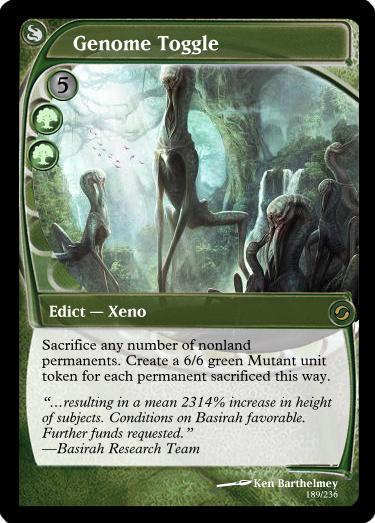 Genome Toggle
5
Edict — Xeno
Sacrifice any number of nonland
permanents. Create a 6/6 green Mutant unit
token for each permanent sacrificed this way.
“...resulting in a mean 2314% increase in height
of subjects. Conditions on Basirah favorable.
Further funds requested.”
—Basirah Research Team
Ken Barthelmey
189/236